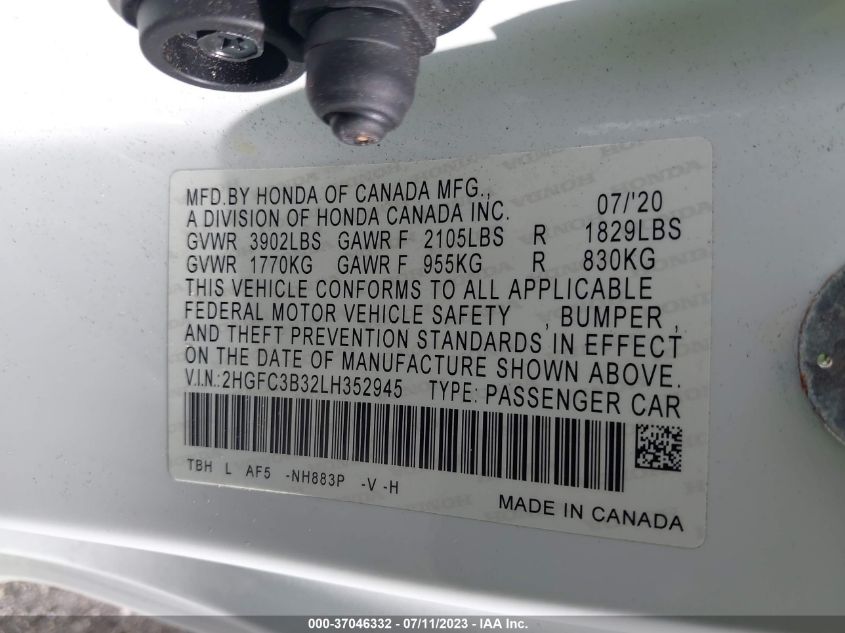 MFD.BY HONDA OF CANADA MFG.,
A DIVISION OF HONDA CANADA INC. 07/'20
GVWR 3902LBS GAWR F 2105LBS R 1829LBS
GVWR 1770KG GAWR F 955KG R 830KG
THIS VEHICLE CONFORMS TO ALL APPLICABLE
FEDERAL MOTOR VEHICLE SAFETY , BUMPER ,
AND THEFT PREVENTION STANDARDS IN EFFECT
ON THE DATE OF MANUFACTURE SHOWN ABOVE.
V.I.N.:2HGFC3B32LH352945 TYPE: PASSENGER CAR
TBH L AF5 -NH883P -V -H
MADE IN CANADA
000-37046332 - 07/11/2023 - IAA Inc.